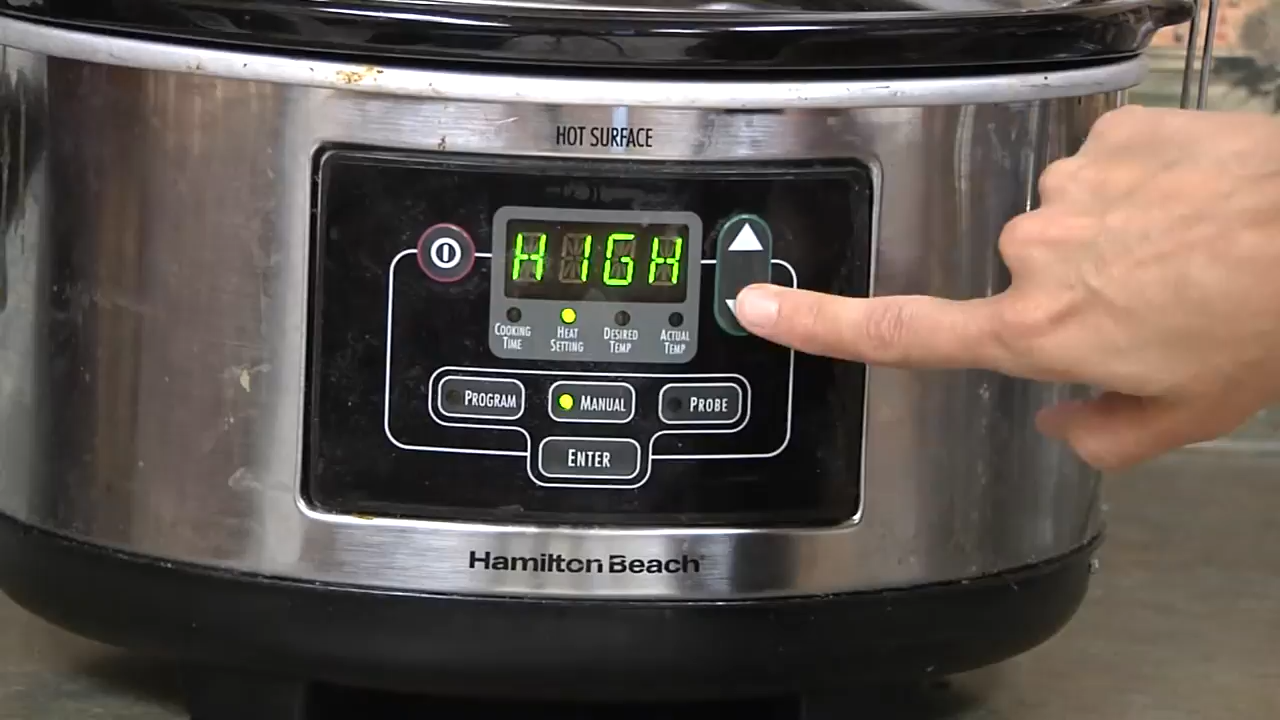 HOT SURFACE
HIGH
COOKING TIME
HEAT SETTING
DESIRED TEMP
ACTUAL TEMP
PROGRAM
MANUAL
PROBE
ENTER
Hamilton Beach